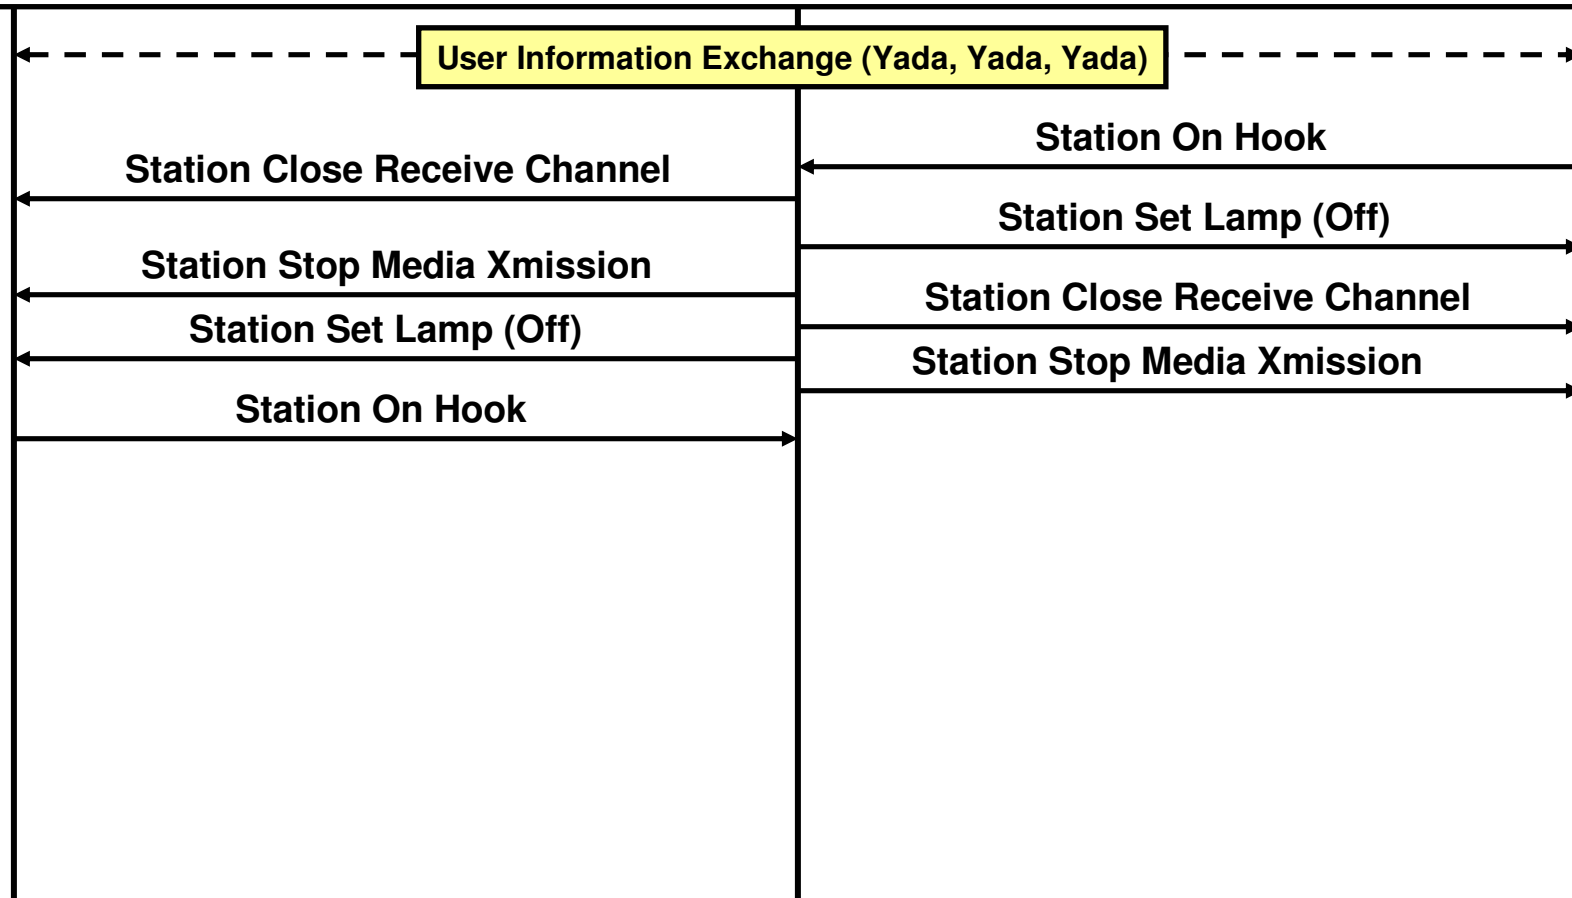 User Information Exchange (Yada, Yada, Yada)
Station On Hook
Station Close Receive Channel
Station Set Lamp (Off)
Station Stop Media Xmission
Station Close Receive Channel
Station Set Lamp (Off)
Station Stop Media Xmission
Station On Hook